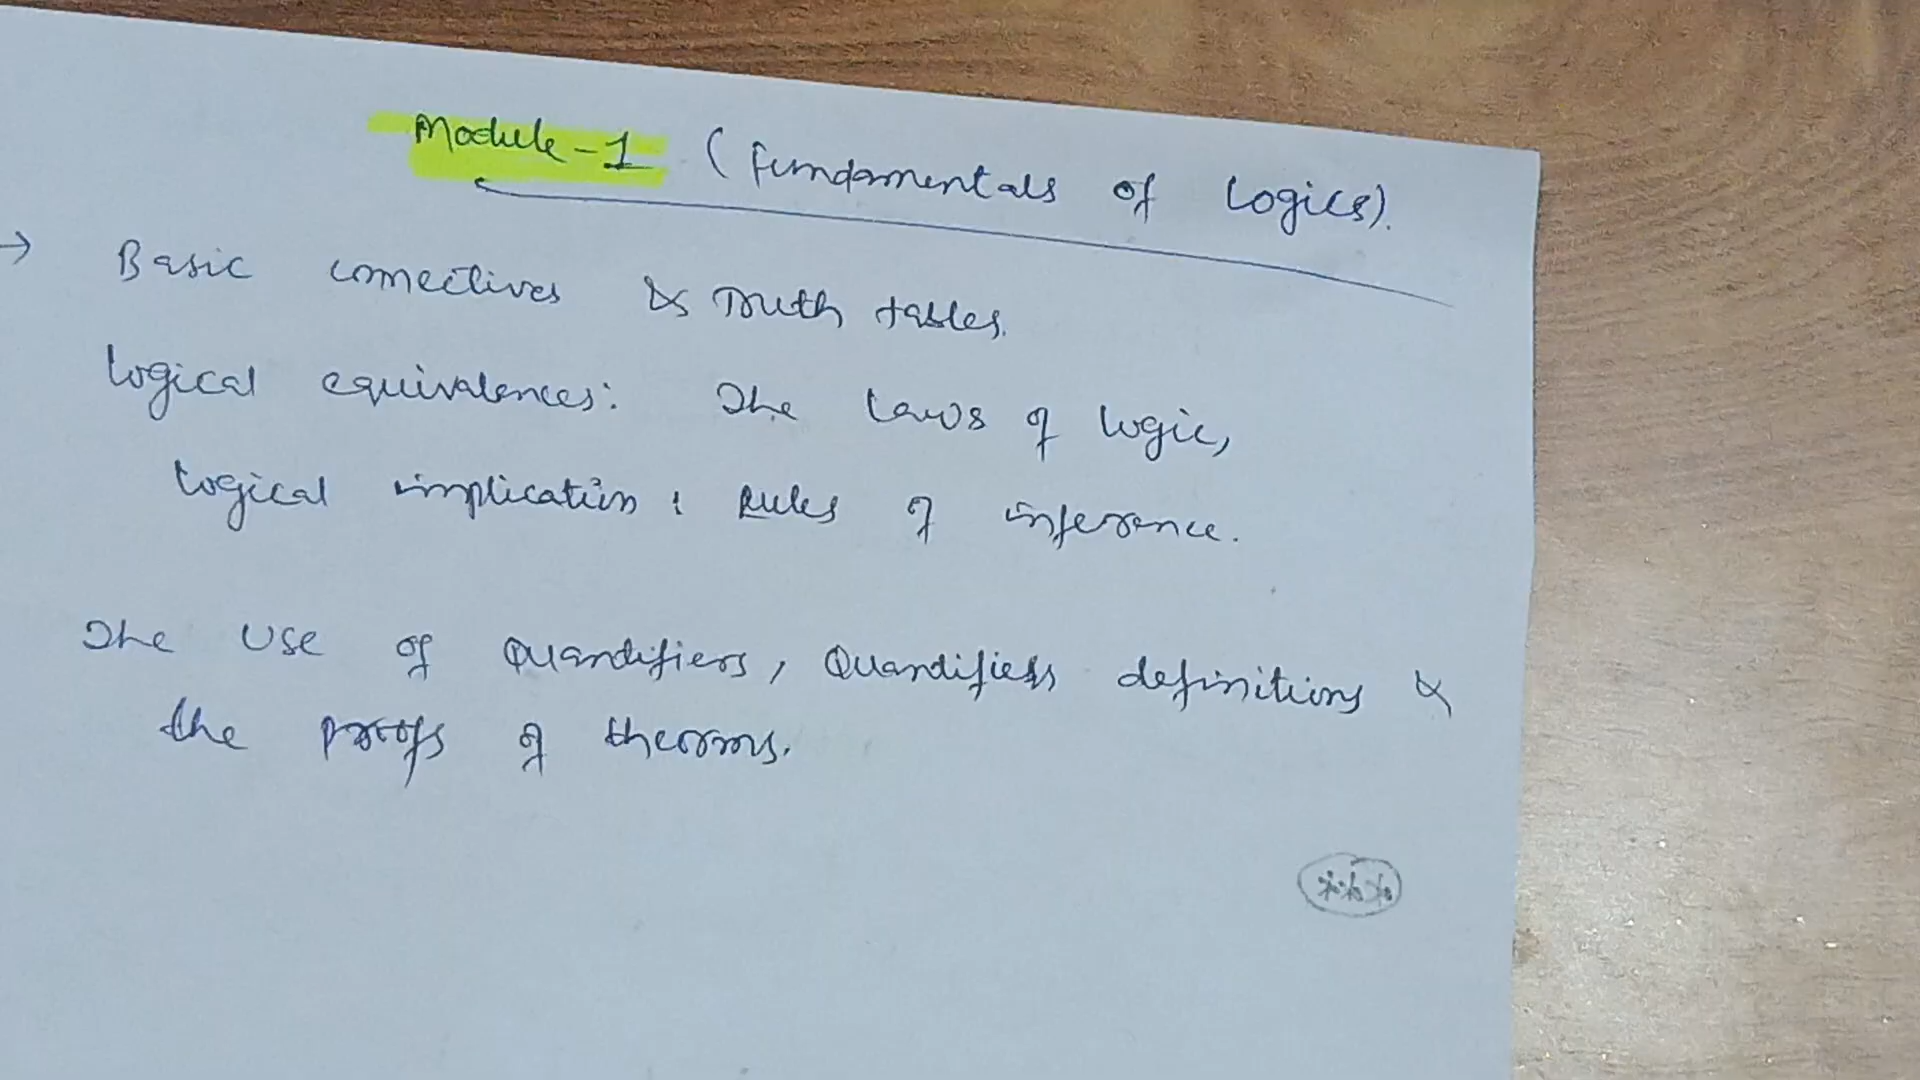 Module-1 (Fundamentals of Logics).
→ Basic connectives & Truth tables.
Logical equivalences: The Laws of logic,
Logical implication: Rules of inference.
The use of Quantifiers, Quantifiers definitions &
the proofs of theorms.